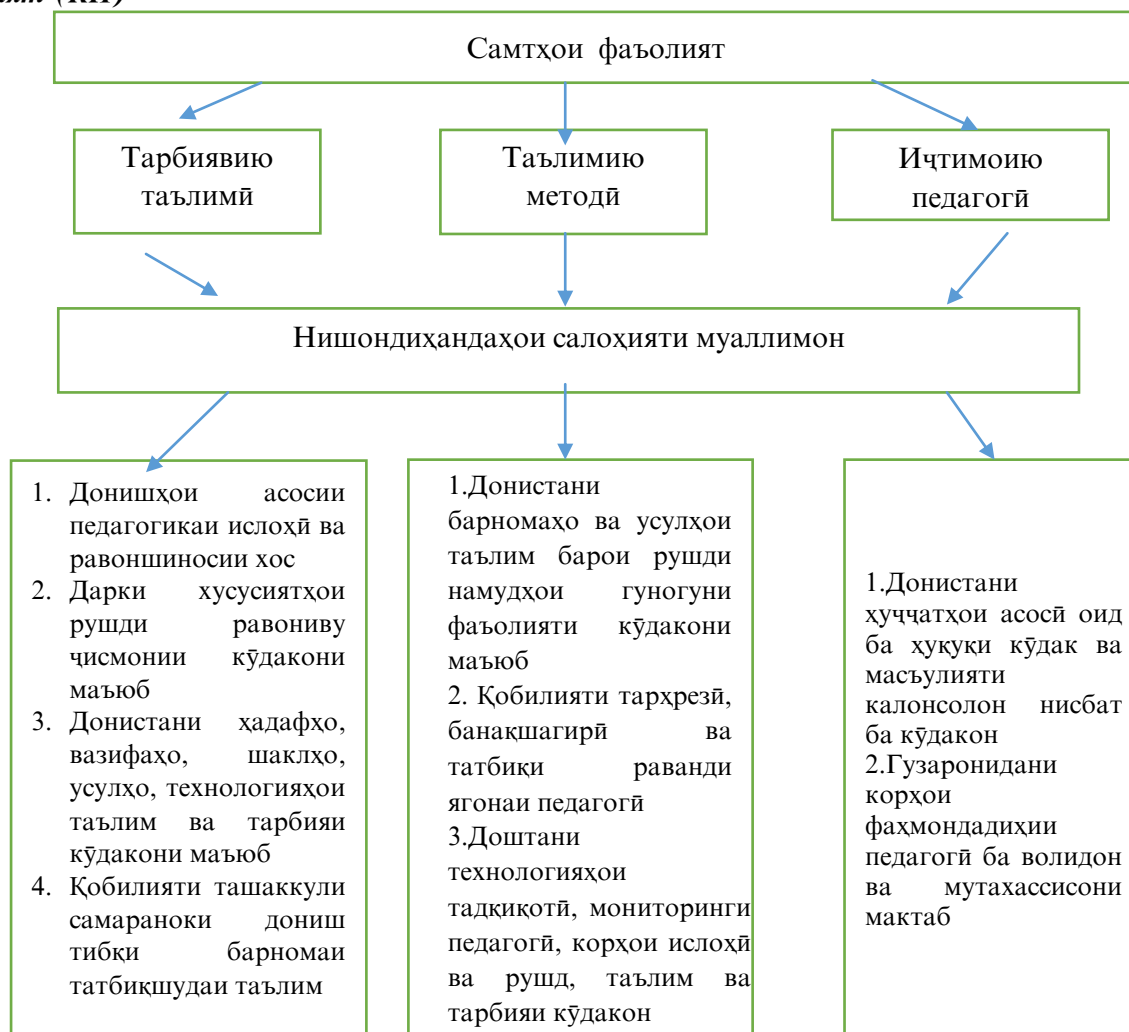 (КП)
Самтҳои фаъолият
Тарбиявию
таълимӣ
Таълимию
методӣ
Иҷтимоию
педагогӣ
Нишондиҳандаҳои салоҳияти муаллимон
1. Донишҳои асосии
педагогикаи ислоҳӣ ва
равоншиносии хос
2. Дарки хусусиятҳои
рушди равониву
ҷисмонии кӯдакони
маъюб
3. Донистани ҳадафҳо,
вазифаҳо, шаклҳо,
усулҳо, технологияҳои
таълим ва тарбияи
кӯдакони маъюб
4. Қобилияти ташаккули
самараноки дониш
тибқи барномаи
татбиқшудаи таълим
1.Донистани
барномаҳо ва усулҳои
таълим барои рушди
намудҳои гуногуни
фаъолияти кӯдакони
маъюб
2. Қобилияти тарҳрезӣ,
банақшагирӣ ва
татбиқи раванди
ягонаи педагогӣ
3.Доштани
технологияҳои
тадқиқотӣ, мониторинги
педагогӣ, корҳои ислоҳӣ
ва рушд, таълим ва
тарбияи кӯдакон
1.Донистани
ҳуҷҷатҳои асосӣ оид
ба ҳуқуқи кӯдак ва
масъулияти
калонсолон нисбат
ба кӯдакон
2.Гузаронидани
корҳои
фаҳмондадиҳии
педагогӣ ба волидон
ва мутахассисони
мактаб